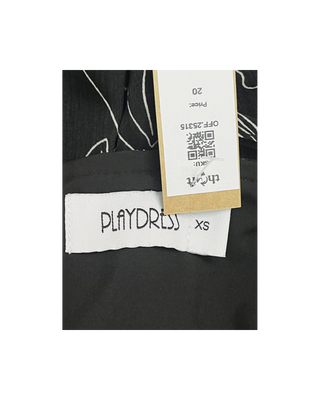 Price:
20
OFF.25315
SKU:
PLAYDRESS XS